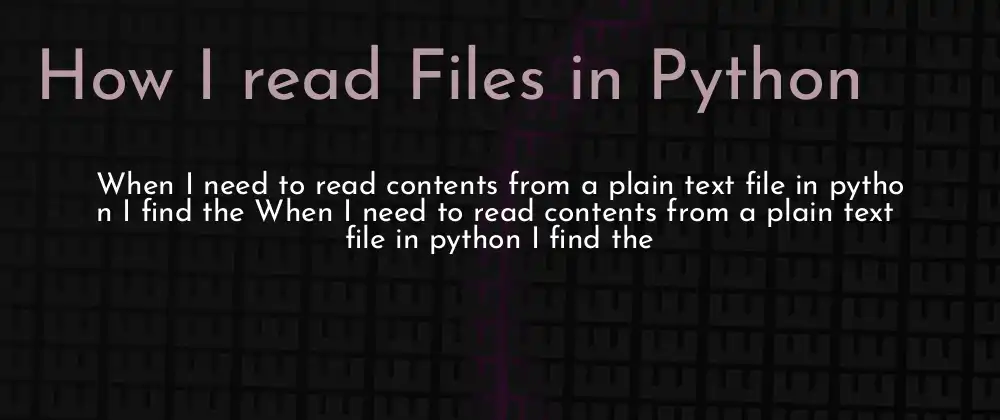 How I read Files in Python
When I need to read contents from a plain text file in pytho
n I find the When I need to read contents from a plain text
file in python I find the